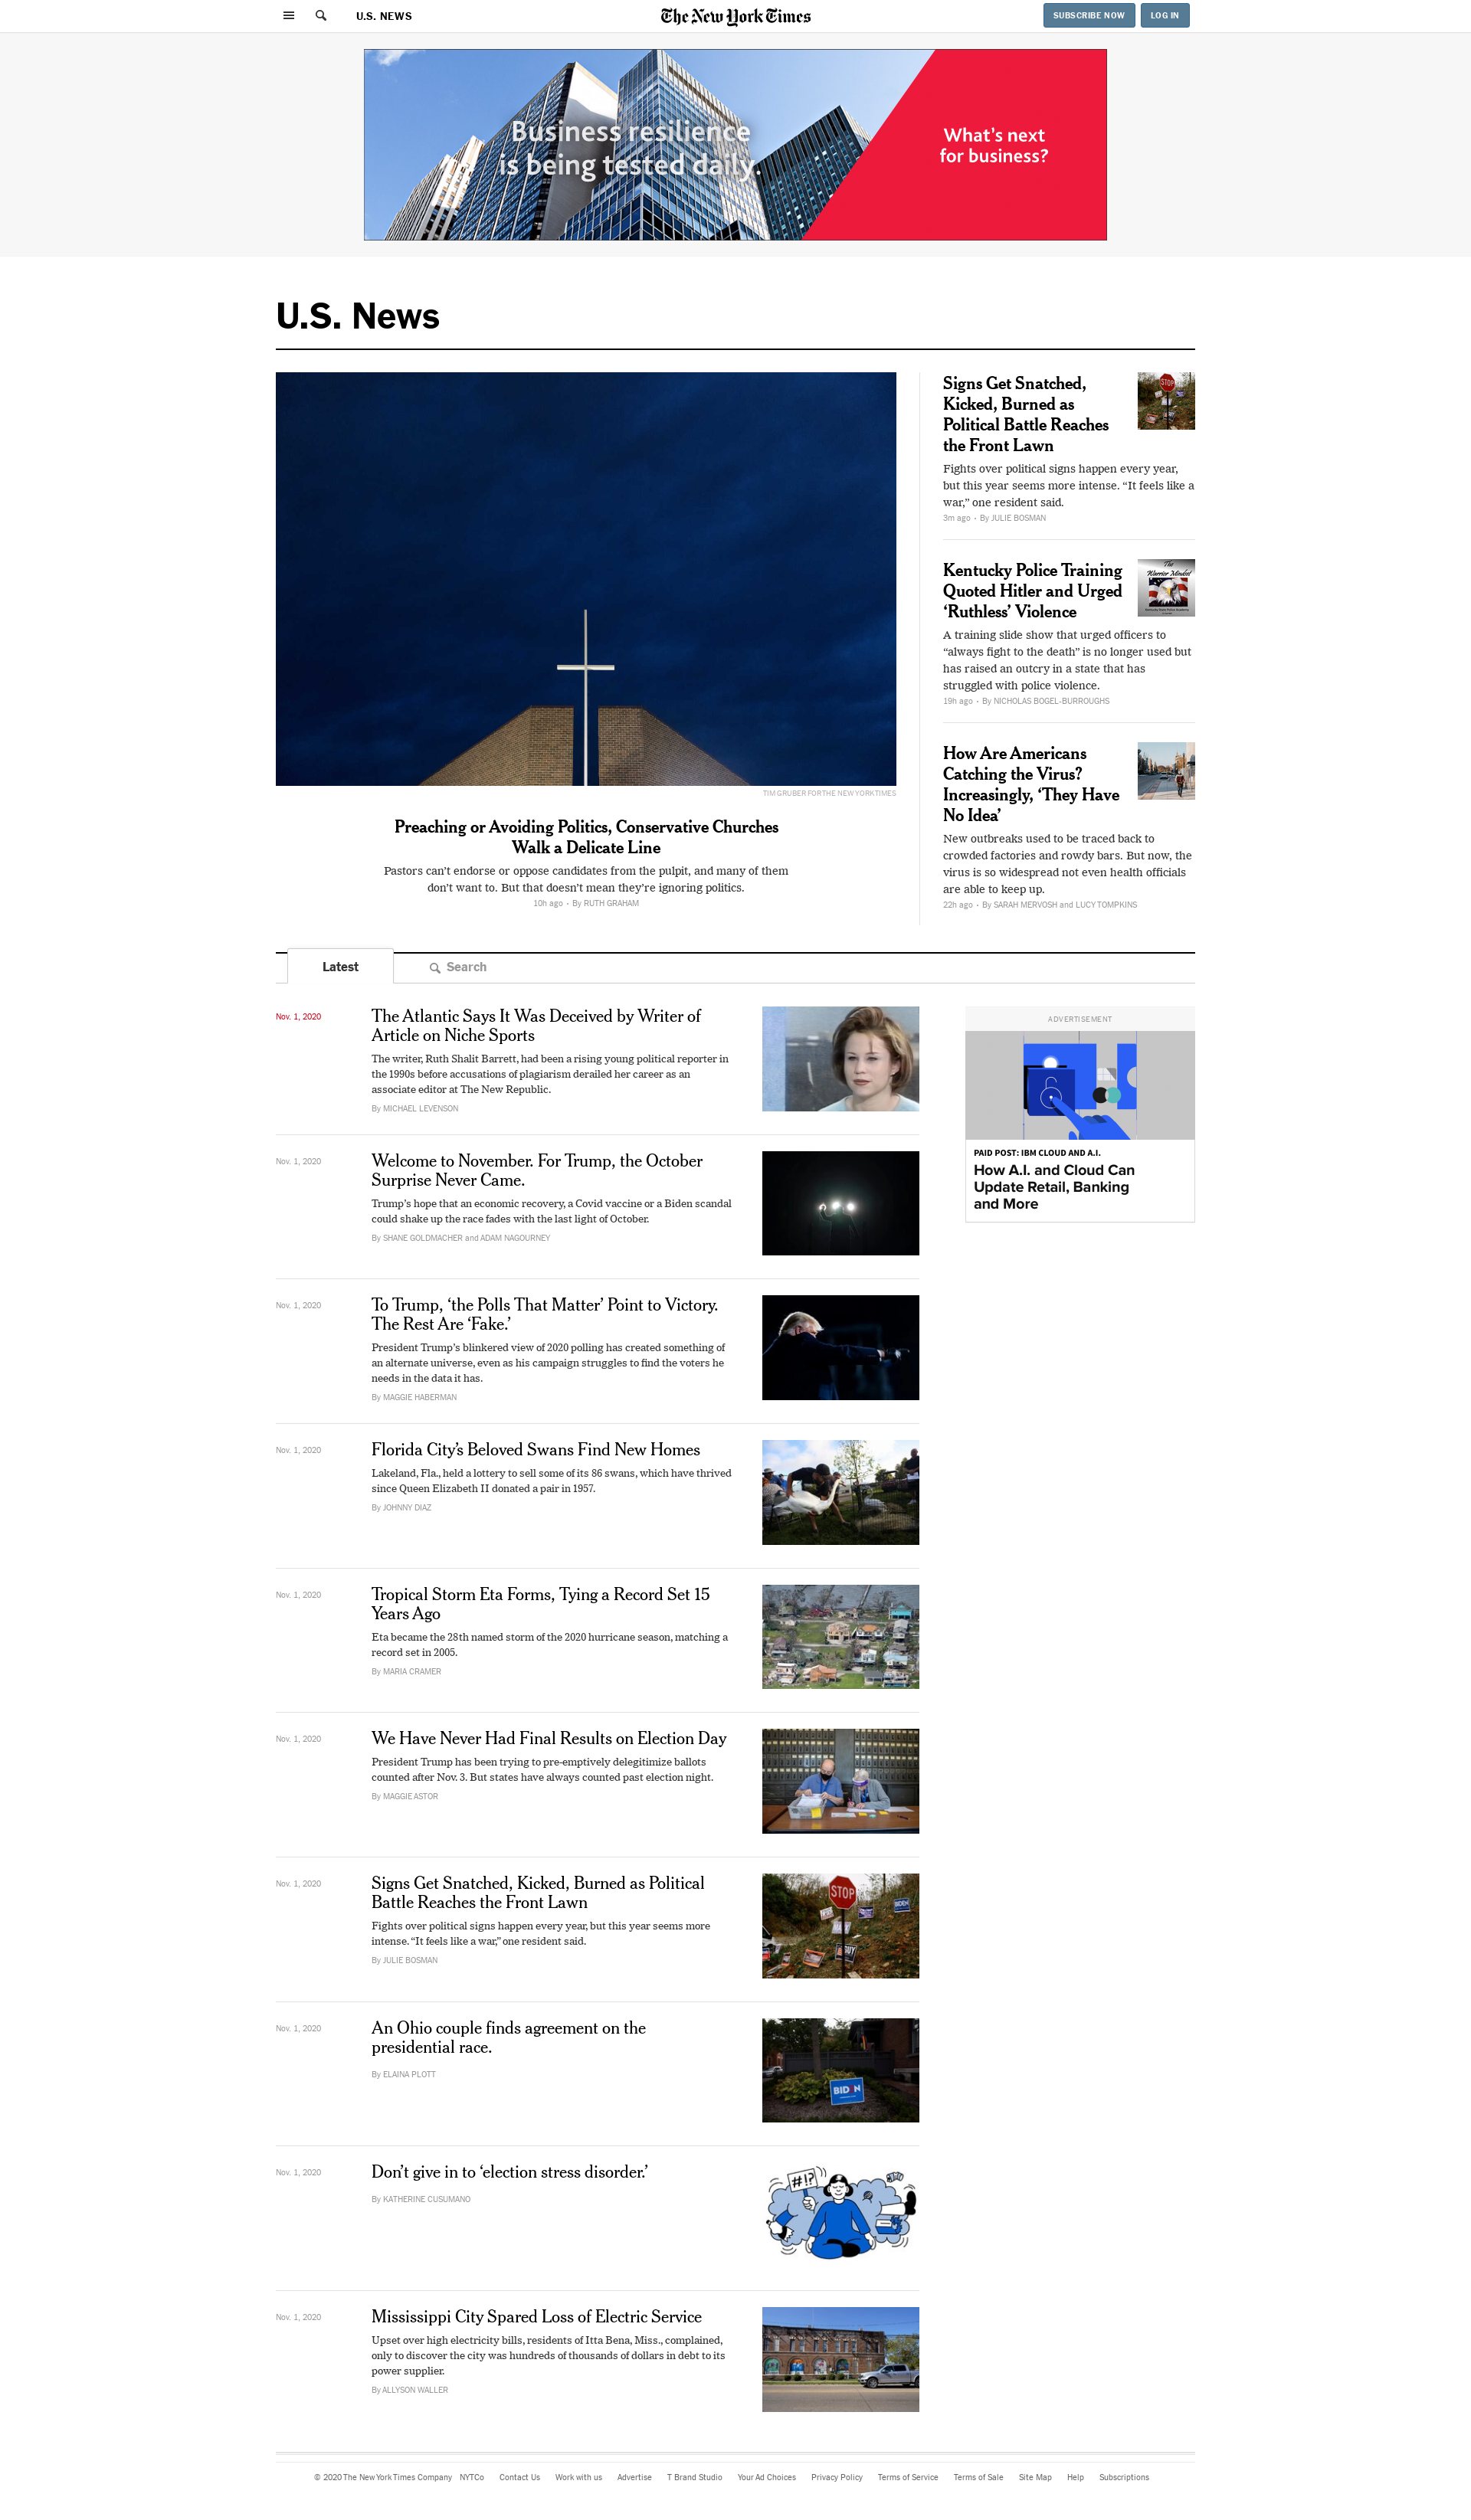 U.S. NEWS
The New York Times
SUBSCRIBE NOW
LOG IN
Business resilience
is being tested daily.
What's next
for business?
U.S. News
TIM GRUBER FOR THE NEW YORK TIMES
Preaching or Avoiding Politics, Conservative Churches
Walk a Delicate Line
Pastors can't endorse or oppose candidates from the pulpit, and many of them
don't want to. But that doesn't mean they're ignoring politics.
10h ago • By RUTH GRAHAM
Signs Get Snatched,
Kicked, Burned as
Political Battle Reaches
the Front Lawn
STOP
Fights over political signs happen every year,
but this year seems more intense. “It feels like a
war,” one resident said.
3m ago • By JULIE BOSMAN
Kentucky Police Training
Quoted Hitler and Urged
‘Ruthless’ Violence
The
Warrior Mindset
A training slide show that urged officers to
“always fight to the death” is no longer used but
has raised an outcry in a state that has
struggled with police violence.
19h ago • By NICHOLAS BOGEL-BURROUGHS
How Are Americans
Catching the Virus?
Increasingly, ‘They Have
No Idea’
New outbreaks used to be traced back to
crowded factories and rowdy bars. But now, the
virus is so widespread not even health officials
are able to keep up.
22h ago • By SARAH MERVOSH and LUCY TOMPKINS
Latest
Search
Nov. 1, 2020
The Atlantic Says It Was Deceived by Writer of
Article on Niche Sports
The writer, Ruth Shalit Barrett, had been a rising young political reporter in
the 1990s before accusations of plagiarism derailed her career as an
associate editor at The New Republic.
By MICHAEL LEVENSON
ADVERTISEMENT
PAID POST: IBM CLOUD AND A.I.
How A.I. and Cloud Can
Update Retail, Banking
and More
Nov. 1, 2020
Welcome to November. For Trump, the October
Surprise Never Came.
Trump's hope that an economic recovery, a Covid vaccine or a Biden scandal
could shake up the race fades with the last light of October.
By SHANE GOLDMACHER and ADAM NAGOURNEY
Nov. 1, 2020
To Trump, ‘the Polls That Matter’ Point to Victory.
The Rest Are ‘Fake.’
President Trump's blinkered view of 2020 polling has created something of
an alternate universe, even as his campaign struggles to find the voters he
needs in the data it has.
By MAGGIE HABERMAN
Nov. 1, 2020
Florida City's Beloved Swans Find New Homes
Lakeland, Fla., held a lottery to sell some of its 86 swans, which have thrived
since Queen Elizabeth II donated a pair in 1957.
By JOHNNY DIAZ
Nov. 1, 2020
Tropical Storm Eta Forms, Tying a Record Set 15
Years Ago
Eta became the 28th named storm of the 2020 hurricane season, matching a
record set in 2005.
By MARIA CRAMER
Nov. 1, 2020
We Have Never Had Final Results on Election Day
President Trump has been trying to pre-emptively delegitimize ballots
counted after Nov. 3. But states have always counted past election night.
By MAGGIE ASTOR
Nov. 1, 2020
Signs Get Snatched, Kicked, Burned as Political
Battle Reaches the Front Lawn
Fights over political signs happen every year, but this year seems more
intense. “It feels like a war,” one resident said.
By JULIE BOSMAN
STOP
BIDEN
GUY
Nov. 1, 2020
An Ohio couple finds agreement on the
presidential race.
By ELAINA PLOTT
BIDEN
Nov. 1, 2020
Don't give in to ‘election stress disorder.’
By KATHERINE CUSUMANO
#!?
Nov. 1, 2020
Mississippi City Spared Loss of Electric Service
Upset over high electricity bills, residents of Itta Bena, Miss., complained,
only to discover the city was hundreds of thousands of dollars in debt to its
power supplier.
By ALLYSON WALLER
© 2020 The New York Times Company NYTCo Contact Us Work with us Advertise T Brand Studio Your Ad Choices Privacy Policy Terms of Service Terms of Sale Site Map Help Subscriptions